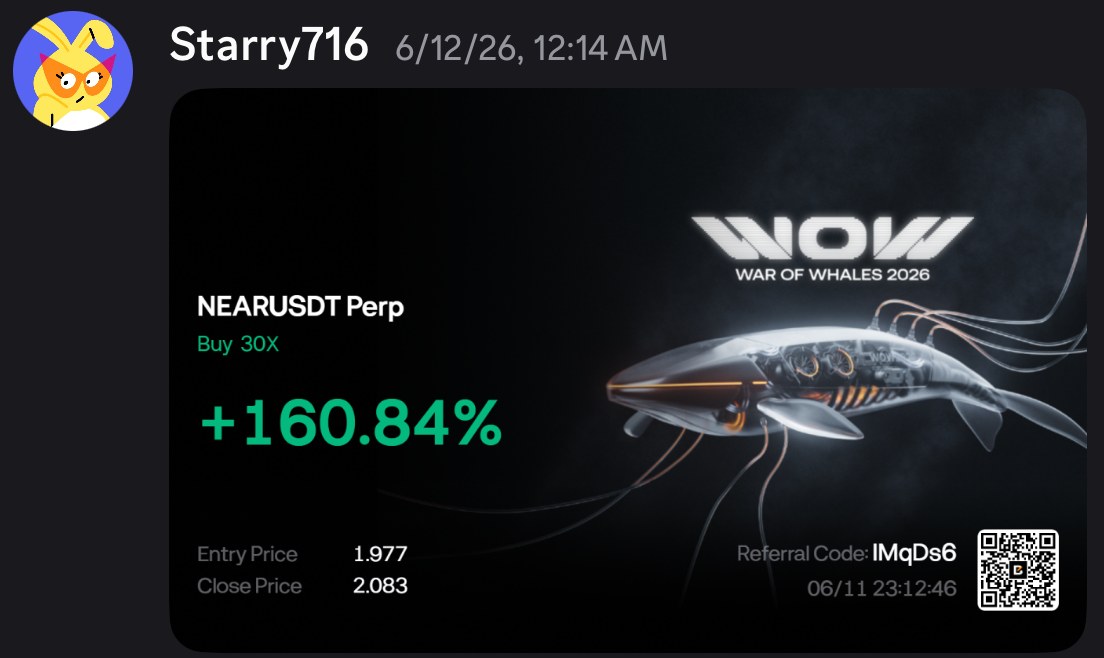 Starry716 6/12/26, 12:14 AM
WOW
WAR OF WHALES 2026
NEARUSDT Perp
Buy 30X
+160.84%
Entry Price 1.977
Close Price 2.083
Referral Code: IMqDs6
06/11 23:12:46